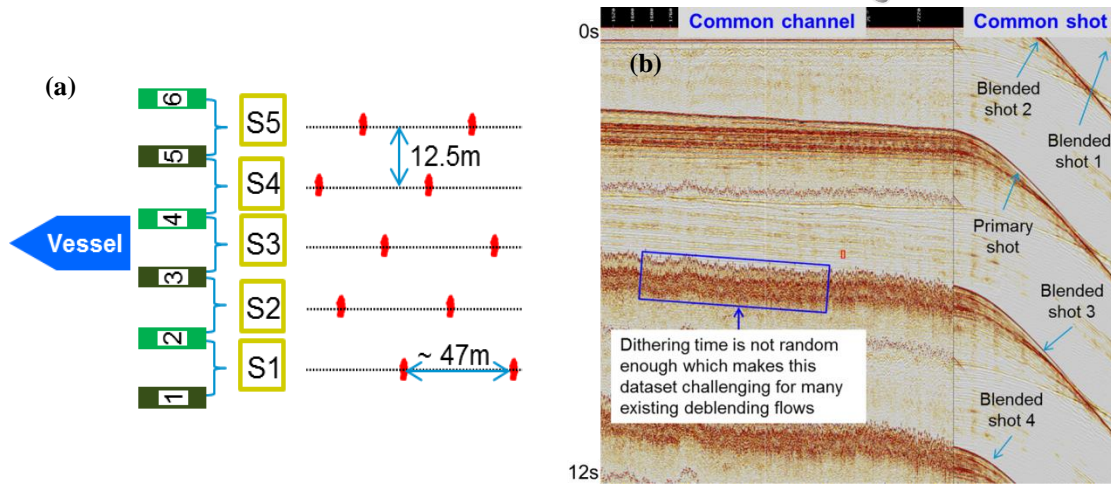 (a)
6
5
4
3
2
1
Vessel
S5
S4
S3
S2
S1
12.5m
~ 47m
Common channel
Common shot
0s
(b)
Blended
shot 2
Blended
shot 1
Primary
shot
Blended
shot 3
Dithering time is not random
enough which makes this
dataset challenging for many
existing deblending flows
Blended
shot 4
12s